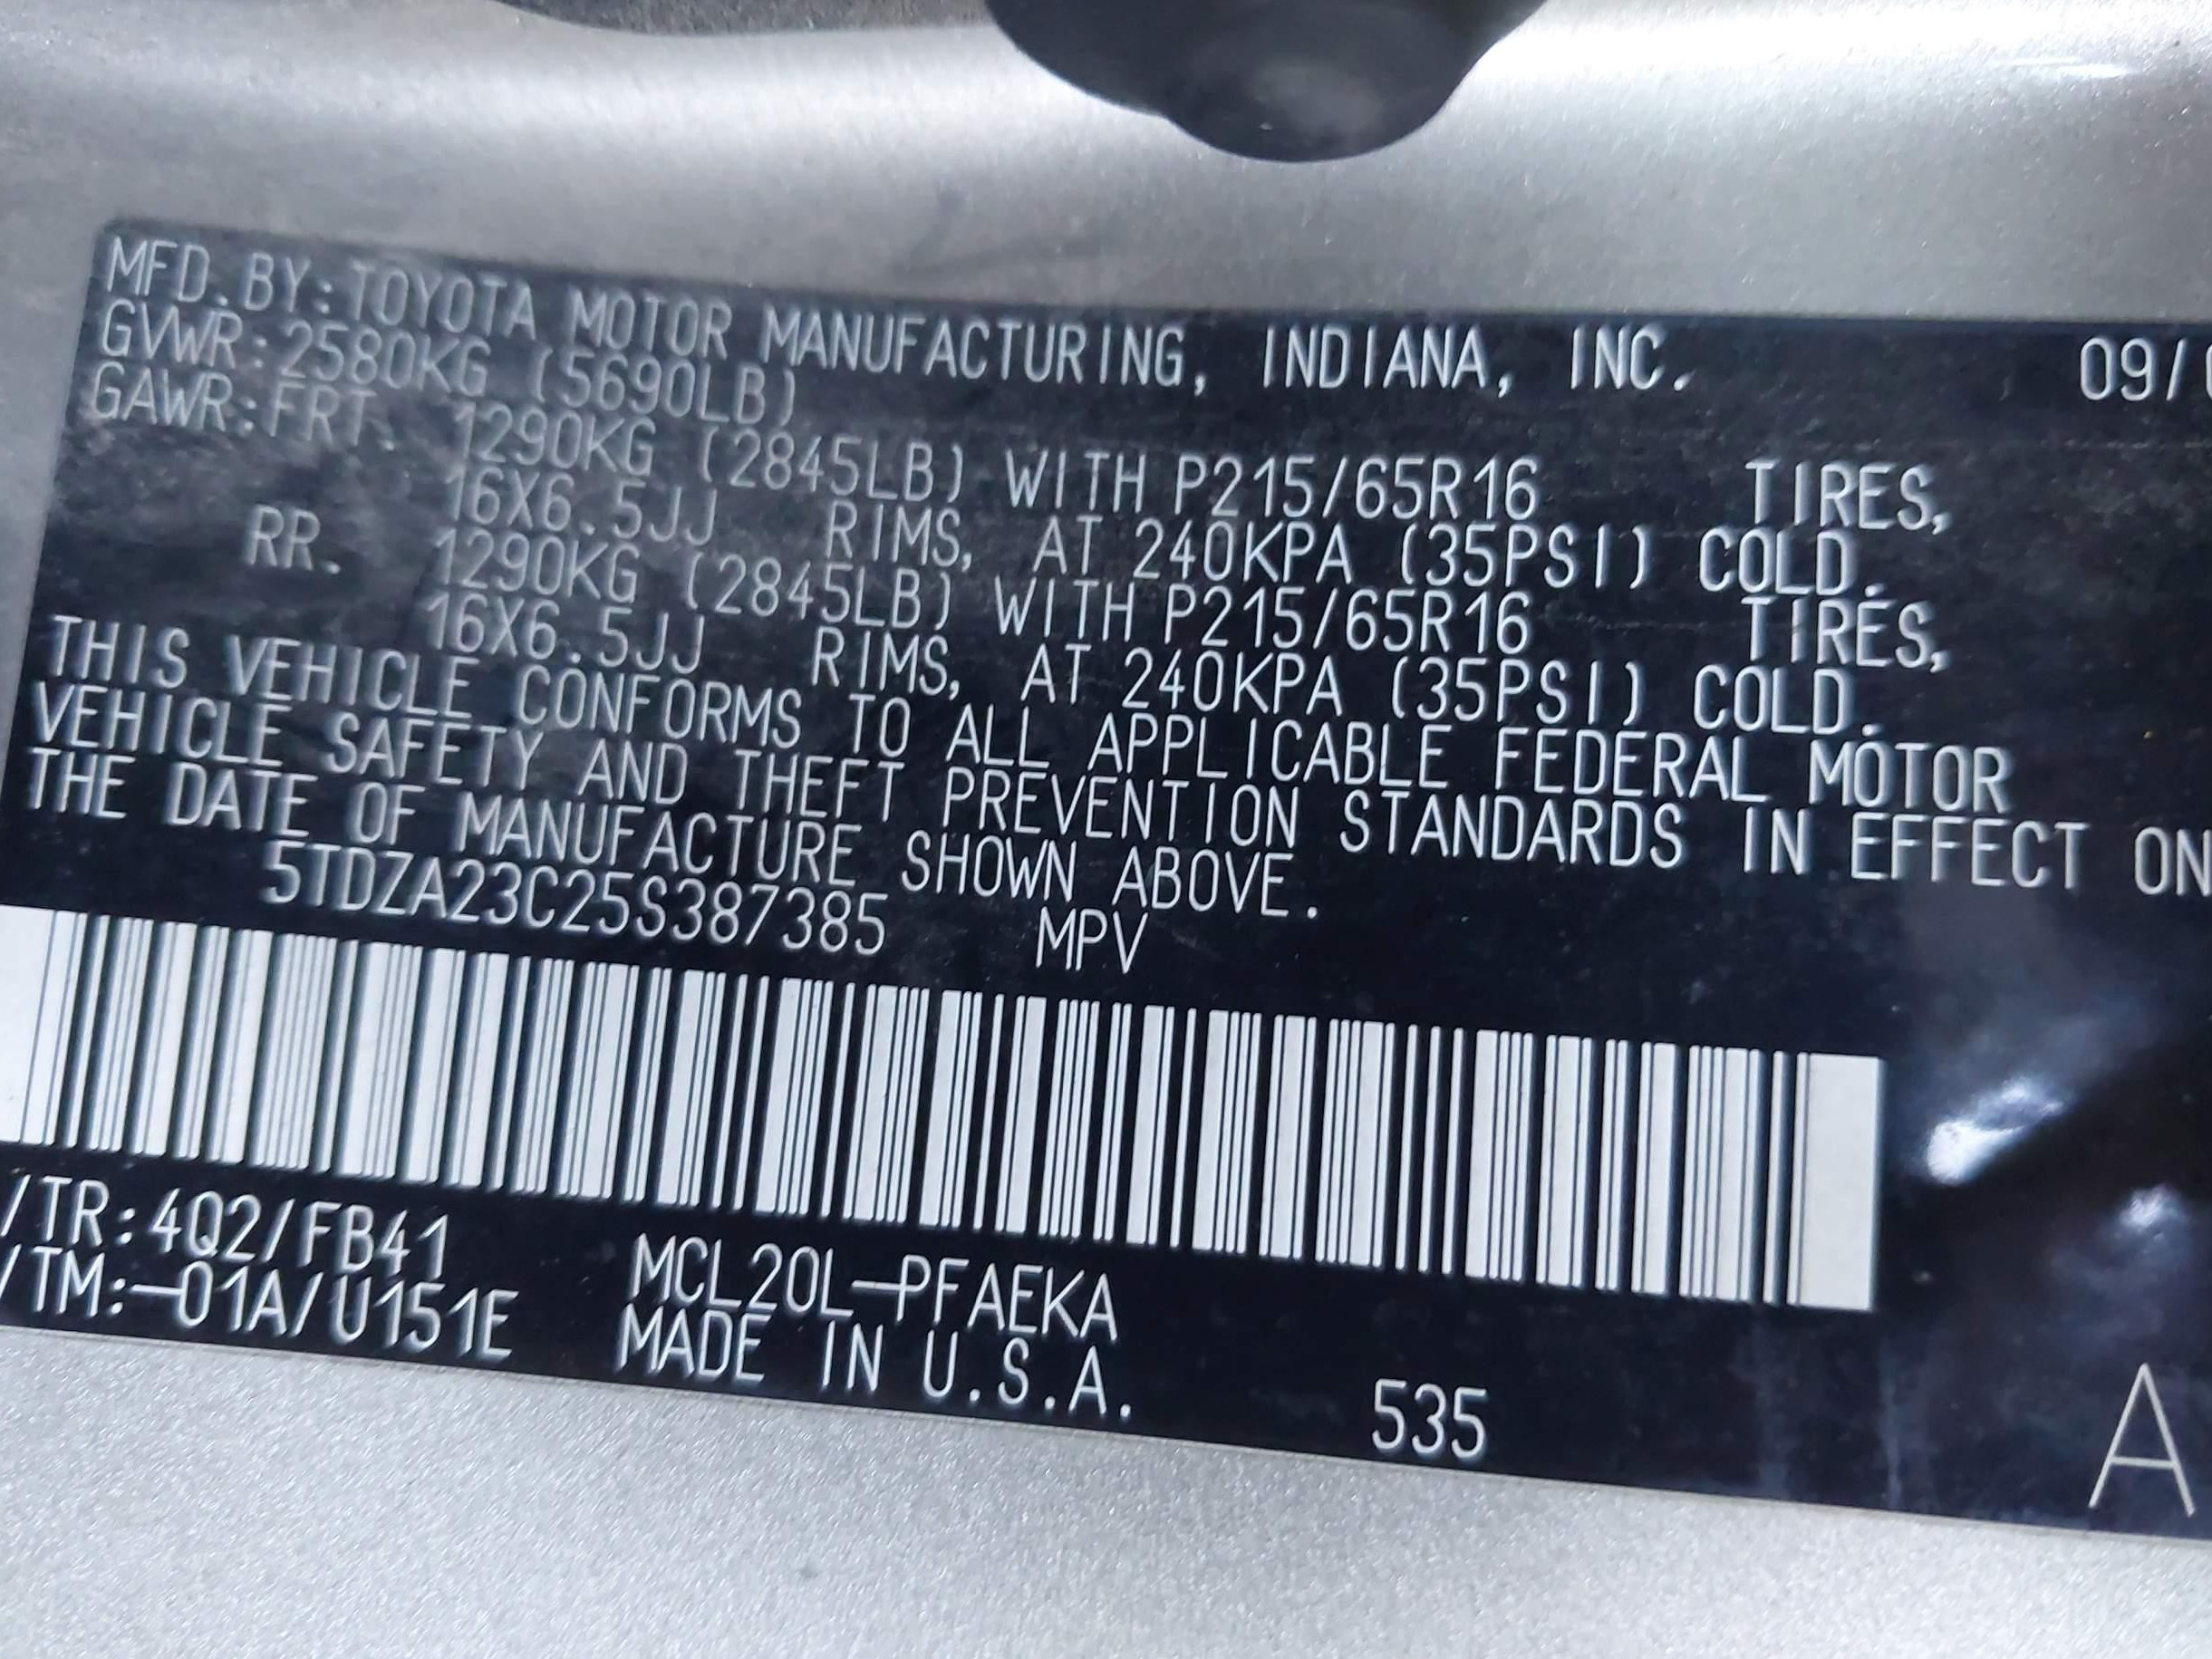 MFD.BY:TOYOTA MOTOR MANUFACTURING, INDIANA, INC. 09/
GVWR:2580KG (5690LB)
GAWR:FRT. 1290KG (2845LB) WITH P215/65R16 TIRES,
16X6.5JJ RIMS, AT 240KPA (35PSI) COLD.
RR. 1290KG (2845LB) WITH P215/65R16 TIRES,
16X6.5JJ RIMS, AT 240KPA (35PSI) COLD.
THIS VEHICLE CONFORMS TO ALL APPLICABLE FEDERAL MOTOR
VEHICLE SAFETY AND THEFT PREVENTION STANDARDS IN EFFECT ON
THE DATE OF MANUFACTURE SHOWN ABOVE.
5TDZA23C25S387385 MPV
/TR:4Q2/FB41 MCL20L-PFAEKA
/TM:-01A/U151E MADE IN U.S.A. 535
A